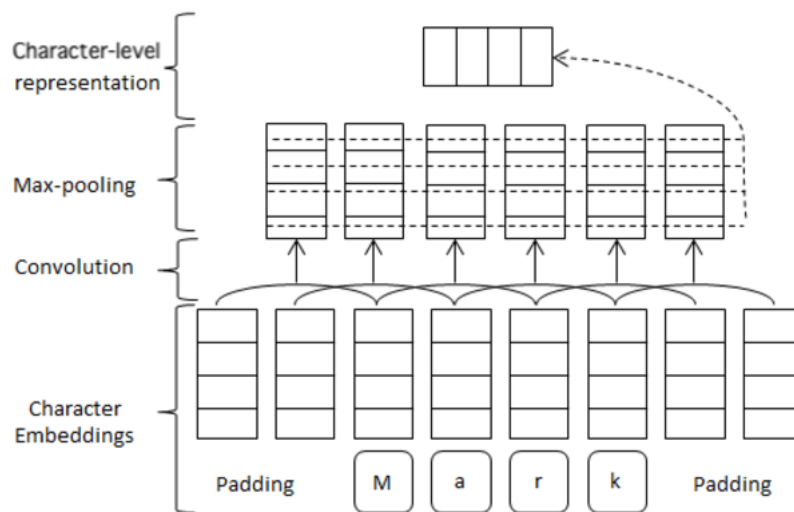 Character-level
representation
Max-pooling
Convolution
Character
Embeddings
Padding
M
a
r
k
Padding